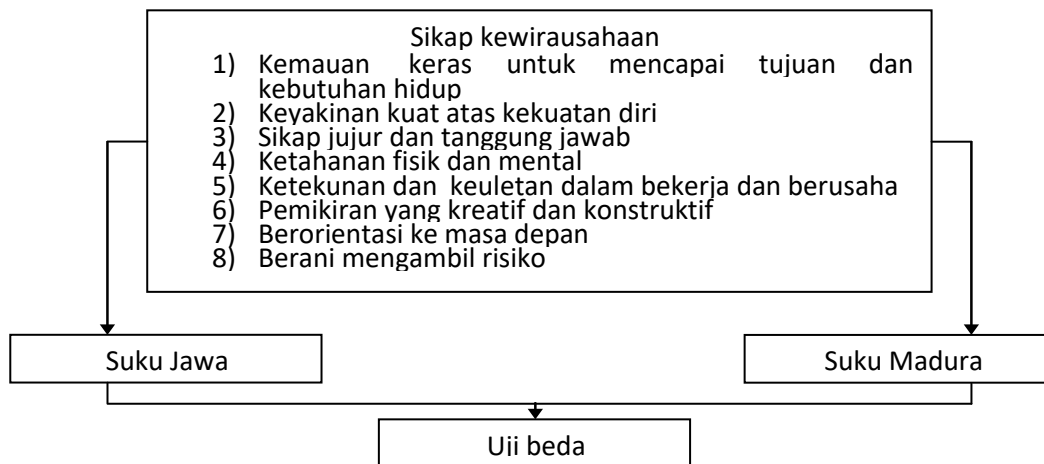 Sikap kewirausahaan
1) Kemauan keras untuk mencapai tujuan dan
kebutuhan hidup
2) Keyakinan kuat atas kekuatan diri
3) Sikap jujur dan tanggung jawab
4) Ketahanan fisik dan mental
5) Ketekunan dan keuletan dalam bekerja dan berusaha
6) Pemikiran yang kreatif dan konstruktif
7) Berorientasi ke masa depan
8) Berani mengambil risiko
Suku Jawa
Suku Madura
Uji beda